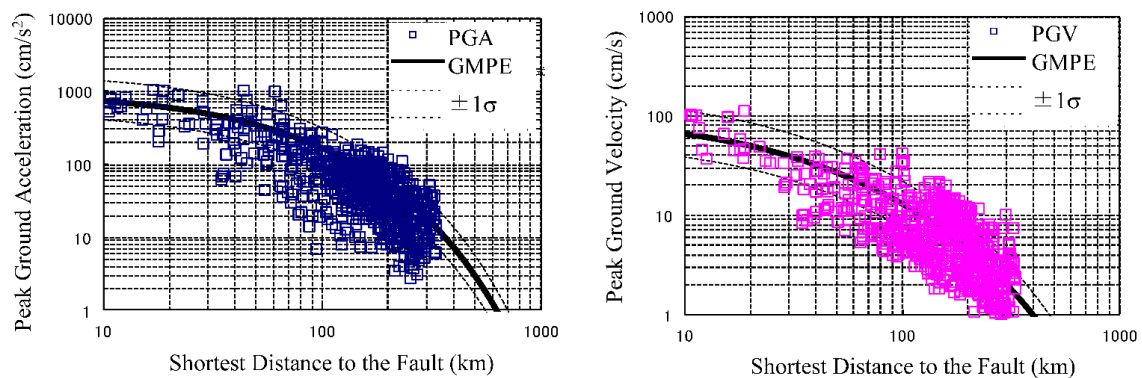 Peak Ground Acceleration (cm/s²)
10000
1000
100
10
1
PGA
GMPE
±1σ
10
100
1000
Shortest Distance to the Fault (km)
Peak Ground Velocity (cm/s)
1000
100
10
1
PGV
GMPE
±1σ
10
100
1000
Shortest Distance to the Fault (km)